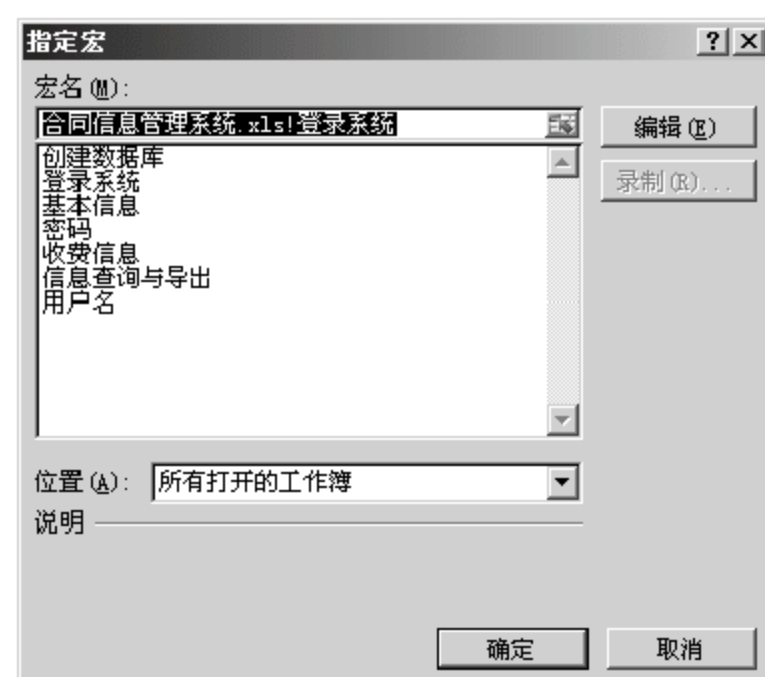 指定宏
宏名(M):
合同信息管理系统.xls!登录系统
编辑(E)
创建数据库
录制(R)...
登录系统
基本信息
密码
收费信息
信息查询与导出
用户名
位置(A): 所有打开的工作簿
说明
确定 取消